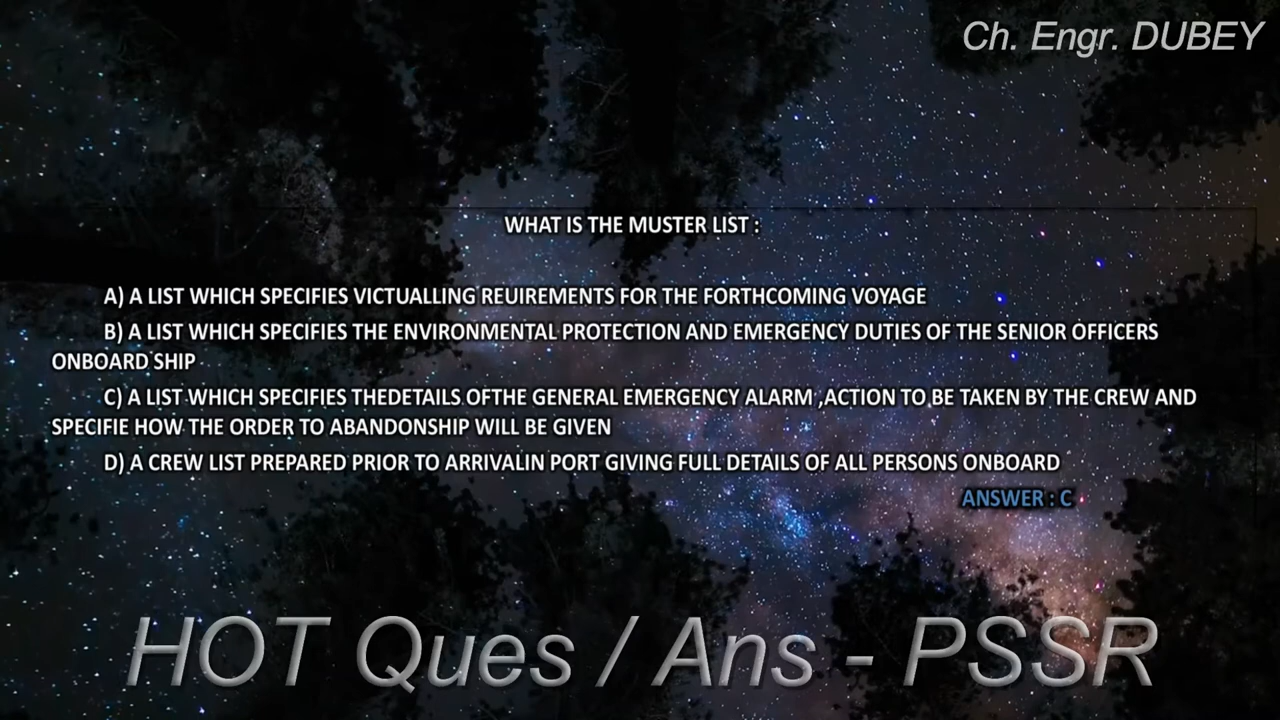 Ch. Engr. DUBEY
WHAT IS THE MUSTER LIST :
A) A LIST WHICH SPECIFIES VICTUALLING REUIREMENTS FOR THE FORTHCOMING VOYAGE
B) A LIST WHICH SPECIFIES THE ENVIRONMENTAL PROTECTION AND EMERGENCY DUTIES OF THE SENIOR OFFICERS
ONBOARD SHIP
C) A LIST WHICH SPECIFIES THEDETAILS OFTHE GENERAL EMERGENCY ALARM ,ACTION TO BE TAKEN BY THE CREW AND
SPECIFIE HOW THE ORDER TO ABANDONSHIP WILL BE GIVEN
D) A CREW LIST PREPARED PRIOR TO ARRIVALIN PORT GIVING FULL DETAILS OF ALL PERSONS ONBOARD
ANSWER : C
HOT Ques / Ans - PSSR